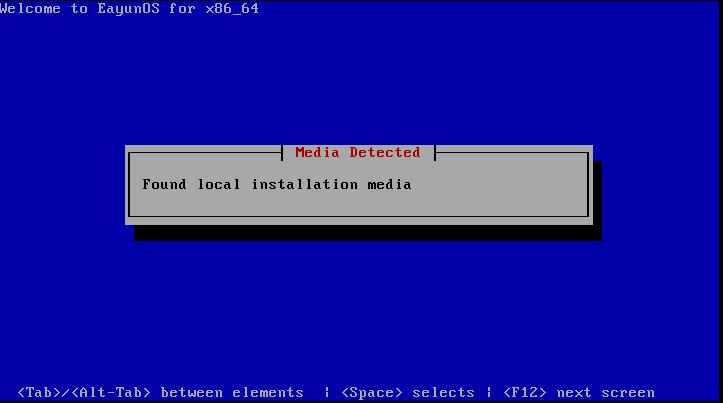 Welcome to EayunOS for x86_64
Media Detected
Found local installation media
<Tab>/<Alt-Tab> between elements | <Space> selects | <F12> next screen